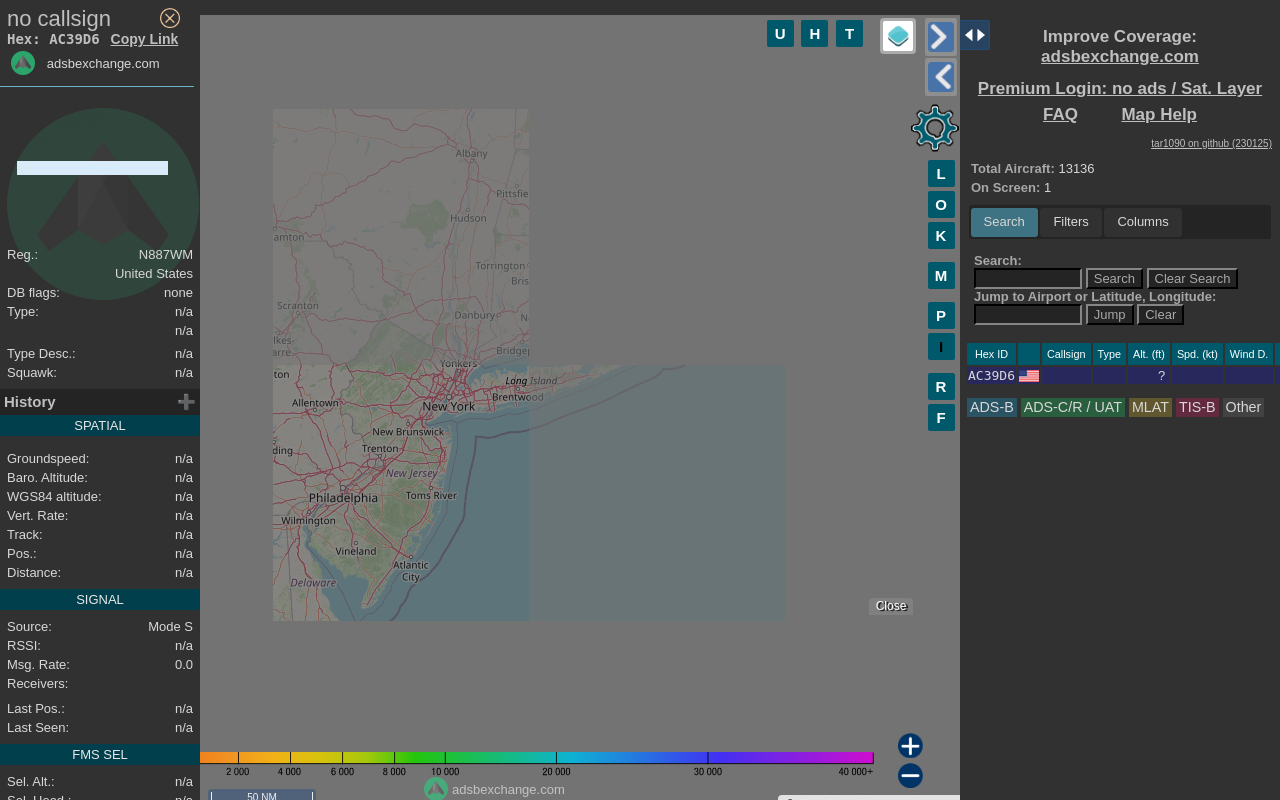 no callsign
Hex: AC39D6 Copy Link
adsbexchange.com
Reg.: N887WM
United States
DB flags: none
Type: n/a
n/a
Type Desc.: n/a
Squawk: n/a
History
SPATIAL
Groundspeed: n/a
Baro. Altitude: n/a
WGS84 altitude: n/a
Vert. Rate: n/a
Track: n/a
Pos.: n/a
Distance: n/a
SIGNAL
Source: Mode S
RSSI: n/a
Msg. Rate: 0.0
Receivers:
Last Pos.: n/a
Last Seen: n/a
FMS SEL
Sel. Alt.: n/a
U H T
L
O
K
M
P
I
R
F
Albany
Pittsfie
Hudson
amton
Torrington
Bris
Scranton
Danbury
N
lkes-
arre
Bridgep
Yonkers
ton
Long Island
Allentown
Brentwood
New York
New Brunswick
ding
Trenton
New Jersey
Philadelphia
Toms River
Wilmington
Vineland
Atlantic
City
Delaware
Close
2 000 4 000 6 000 8 000 10 000 20 000 30 000 40 000+
adsbexchange.com
50 NM
Improve Coverage:
adsbexchange.com
Premium Login: no ads / Sat. Layer
FAQ Map Help
tar1090 on github (230125)
Total Aircraft: 13136
On Screen: 1
Search Filters Columns
Search:
Search Clear Search
Jump to Airport or Latitude, Longitude:
Jump Clear
Hex ID Callsign Type Alt. (ft) Spd. (kt) Wind D.
AC39D6 ?
ADS-B ADS-C/R / UAT MLAT TIS-B Other